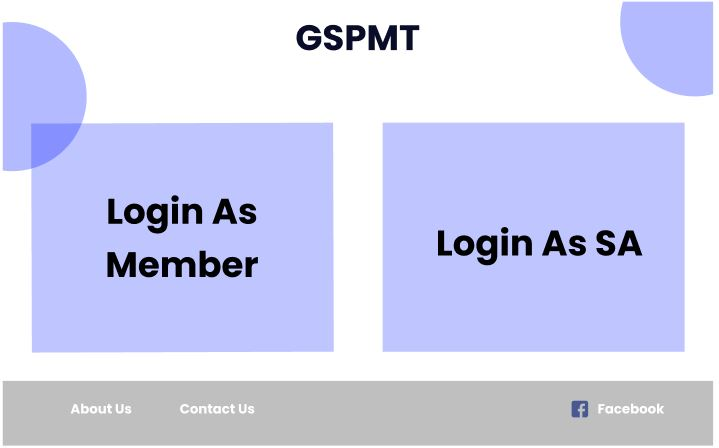 GSPMT
Login As
Member
Login As SA
About Us
Contact Us
Facebook